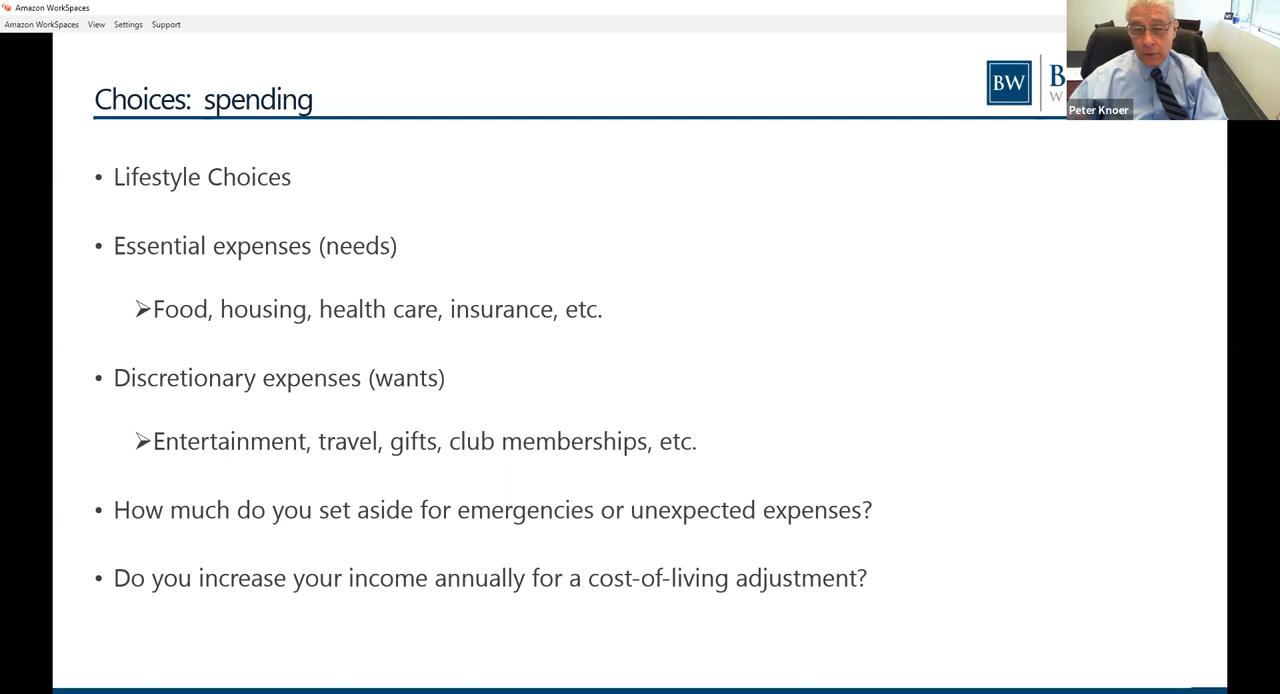 Amazon WorkSpaces
Amazon WorkSpaces View Settings Support
Choices: spending
BW
B
W
Peter Knoer
• Lifestyle Choices
• Essential expenses (needs)
➢Food, housing, health care, insurance, etc.
• Discretionary expenses (wants)
➢Entertainment, travel, gifts, club memberships, etc.
• How much do you set aside for emergencies or unexpected expenses?
• Do you increase your income annually for a cost-of-living adjustment?